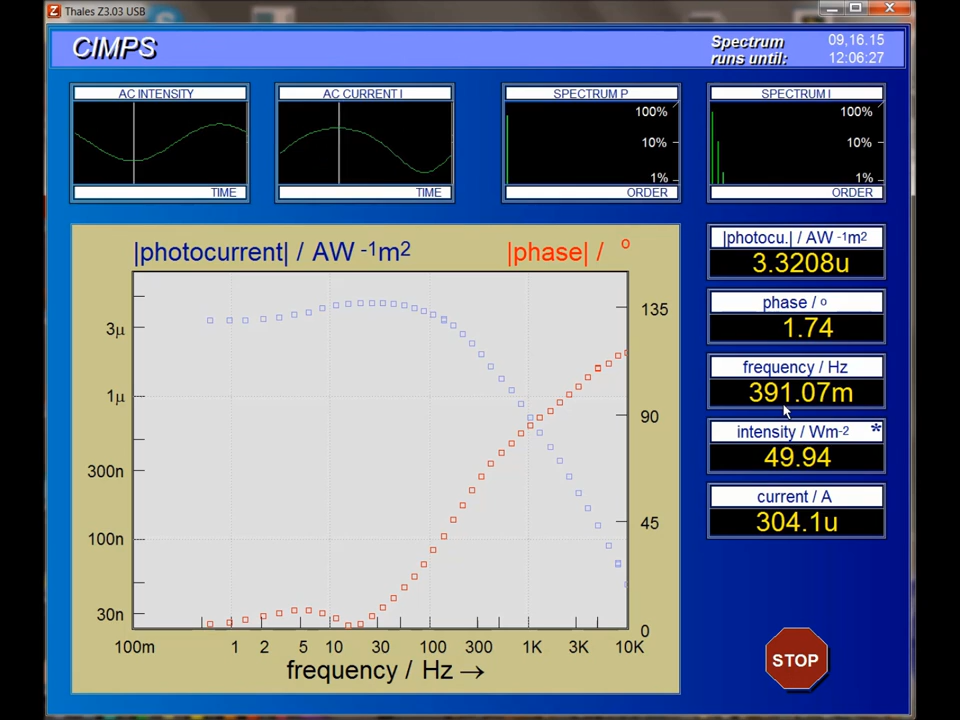 Thales Z3.03 USB
CIMPS
Spectrum
runs until:
09,16.15
12:06:27
AC INTENSITY
TIME
AC CURRENT I
TIME
SPECTRUM P
100%
10%
1%
ORDER
SPECTRUM I
100%
10%
1%
ORDER
|photocurrent| / AW -1m2
|phase| / o
3µ
1µ
300n
100n
30n
135
90
45
0
100m 1 2 5 10 30 100 300 1K 3K 10K
frequency / Hz →
|photocu.| / AW -1m2
3.3208u
phase / o
1.74
frequency / Hz
391.07m
intensity / Wm-2 *
49.94
current / A
304.1u
STOP